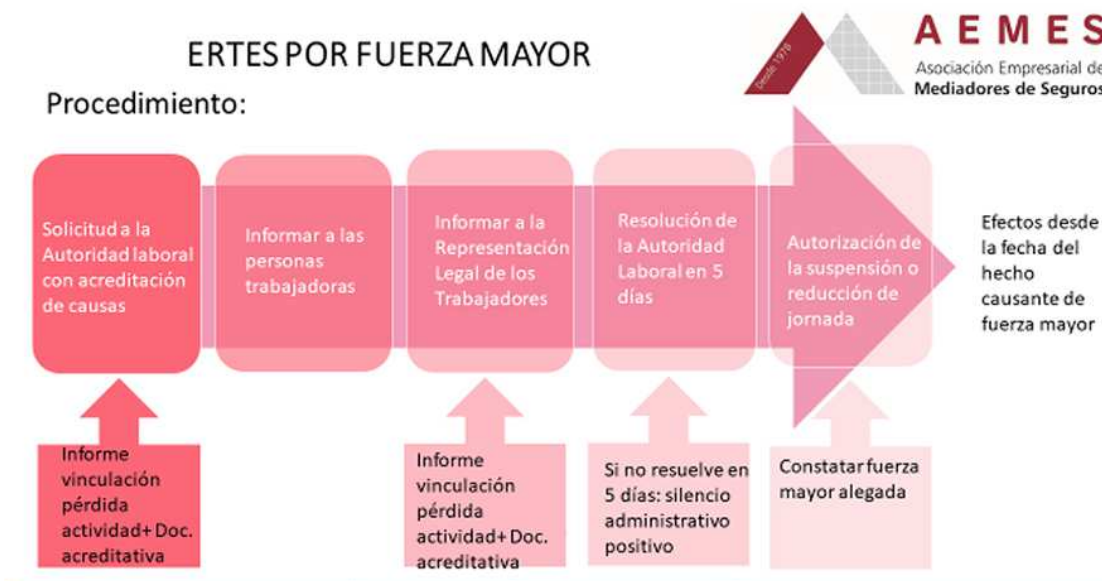 ERTES POR FUERZA MAYOR
Desde 1978
AEMES
Asociación Empresarial de
Mediadores de Seguros
Procedimiento:
Solicitud a la
Autoridad laboral
con acreditación
de causas
Informar a las
personas
trabajadoras
Informar a la
Representación
Legal de los
Trabajadores
Resolución de
la Autoridad
Laboral en 5
días
Autorización de
la suspensión o
reducción de
jornada
Efectos desde
la fecha del
hecho
causante de
fuerza mayor
Informe
vinculación
pérdida
actividad+ Doc.
acreditativa
Informe
vinculación
pérdida
actividad+ Doc.
acreditativa
Si no resuelve en
5 días: silencio
administrativo
positivo
Constatar fuerza
mayor alegada